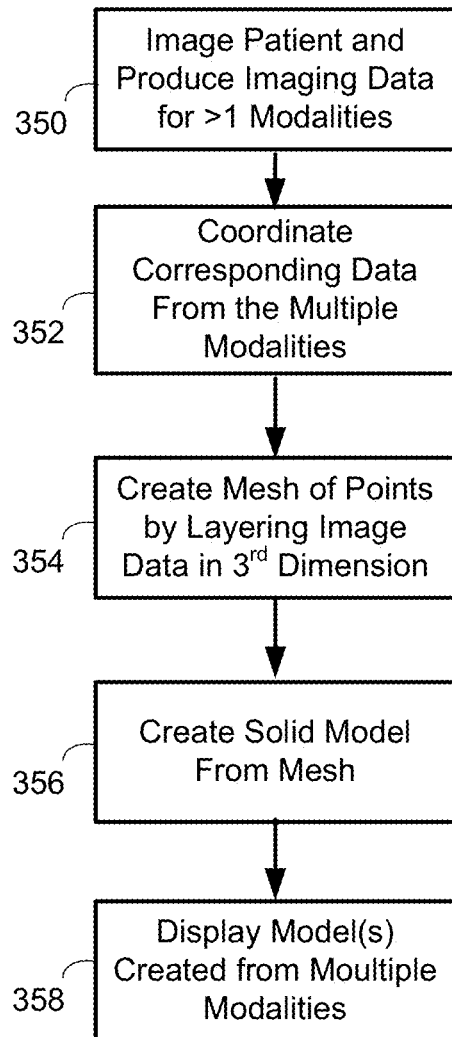 Image Patient and
Produce Imaging Data
for >1 Modalities
350
Coordinate
Corresponding Data
From the Multiple
Modalities
352
Create Mesh of Points
by Layering Image
Data in 3rd Dimension
354
Create Solid Model
From Mesh
356
Display Model(s)
Created from Moultiple
Modalities
358